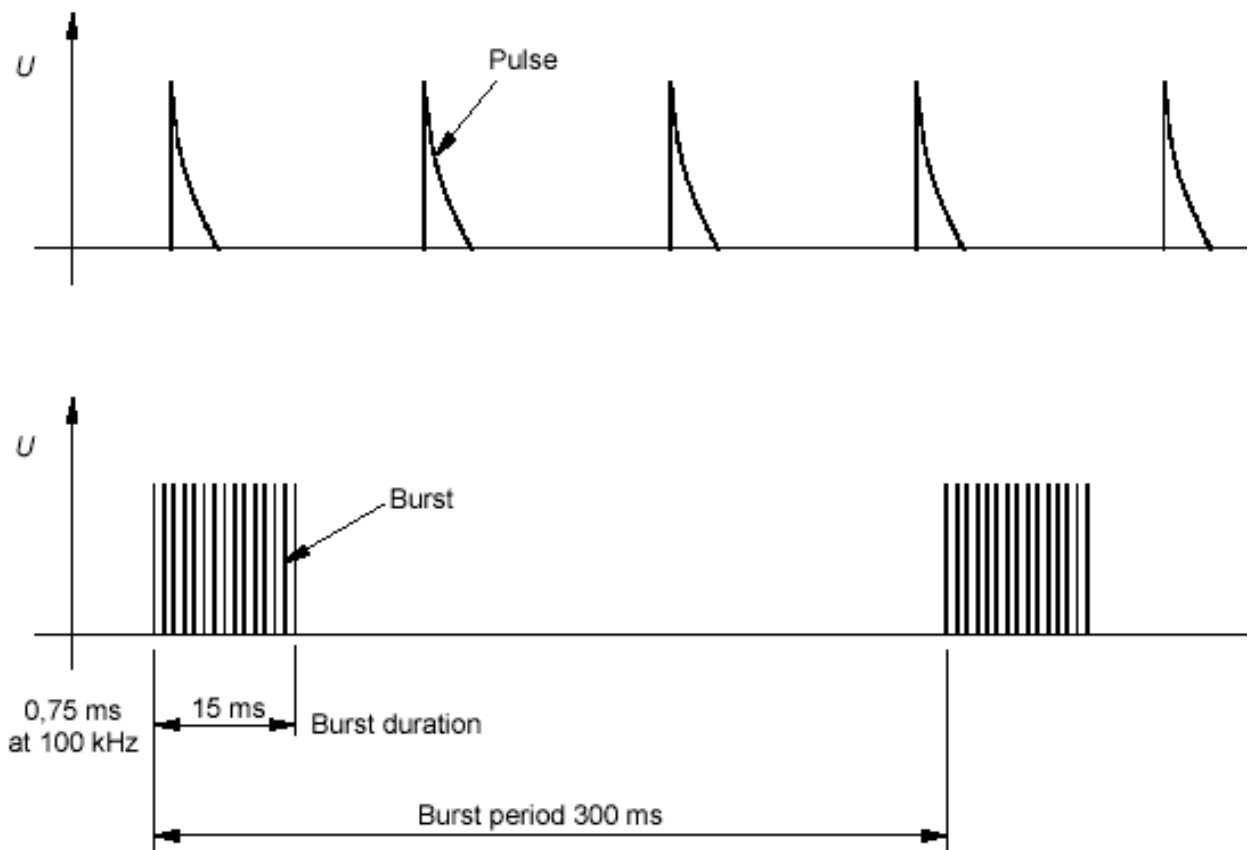 U
Pulse
U
Burst
0,75 ms
at 100 kHz
15 ms
Burst duration
Burst period 300 ms